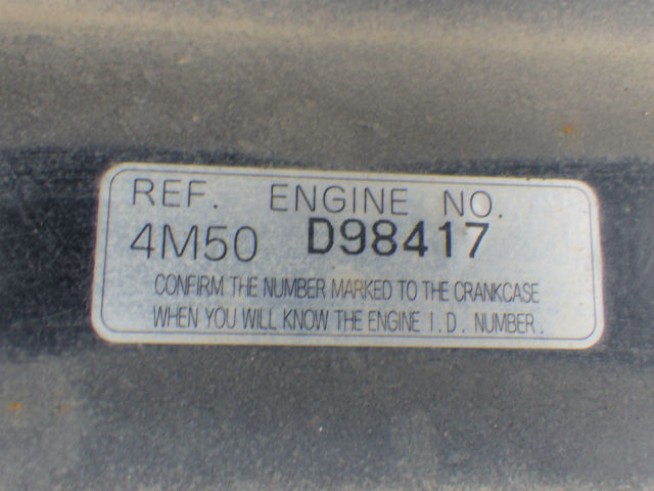 REF. ENGINE NO.
4M50 D98417
CONFIRM THE NUMBER MARKED TO THE CRANKCASE
WHEN YOU WILL KNOW THE ENGINE I.D. NUMBER.